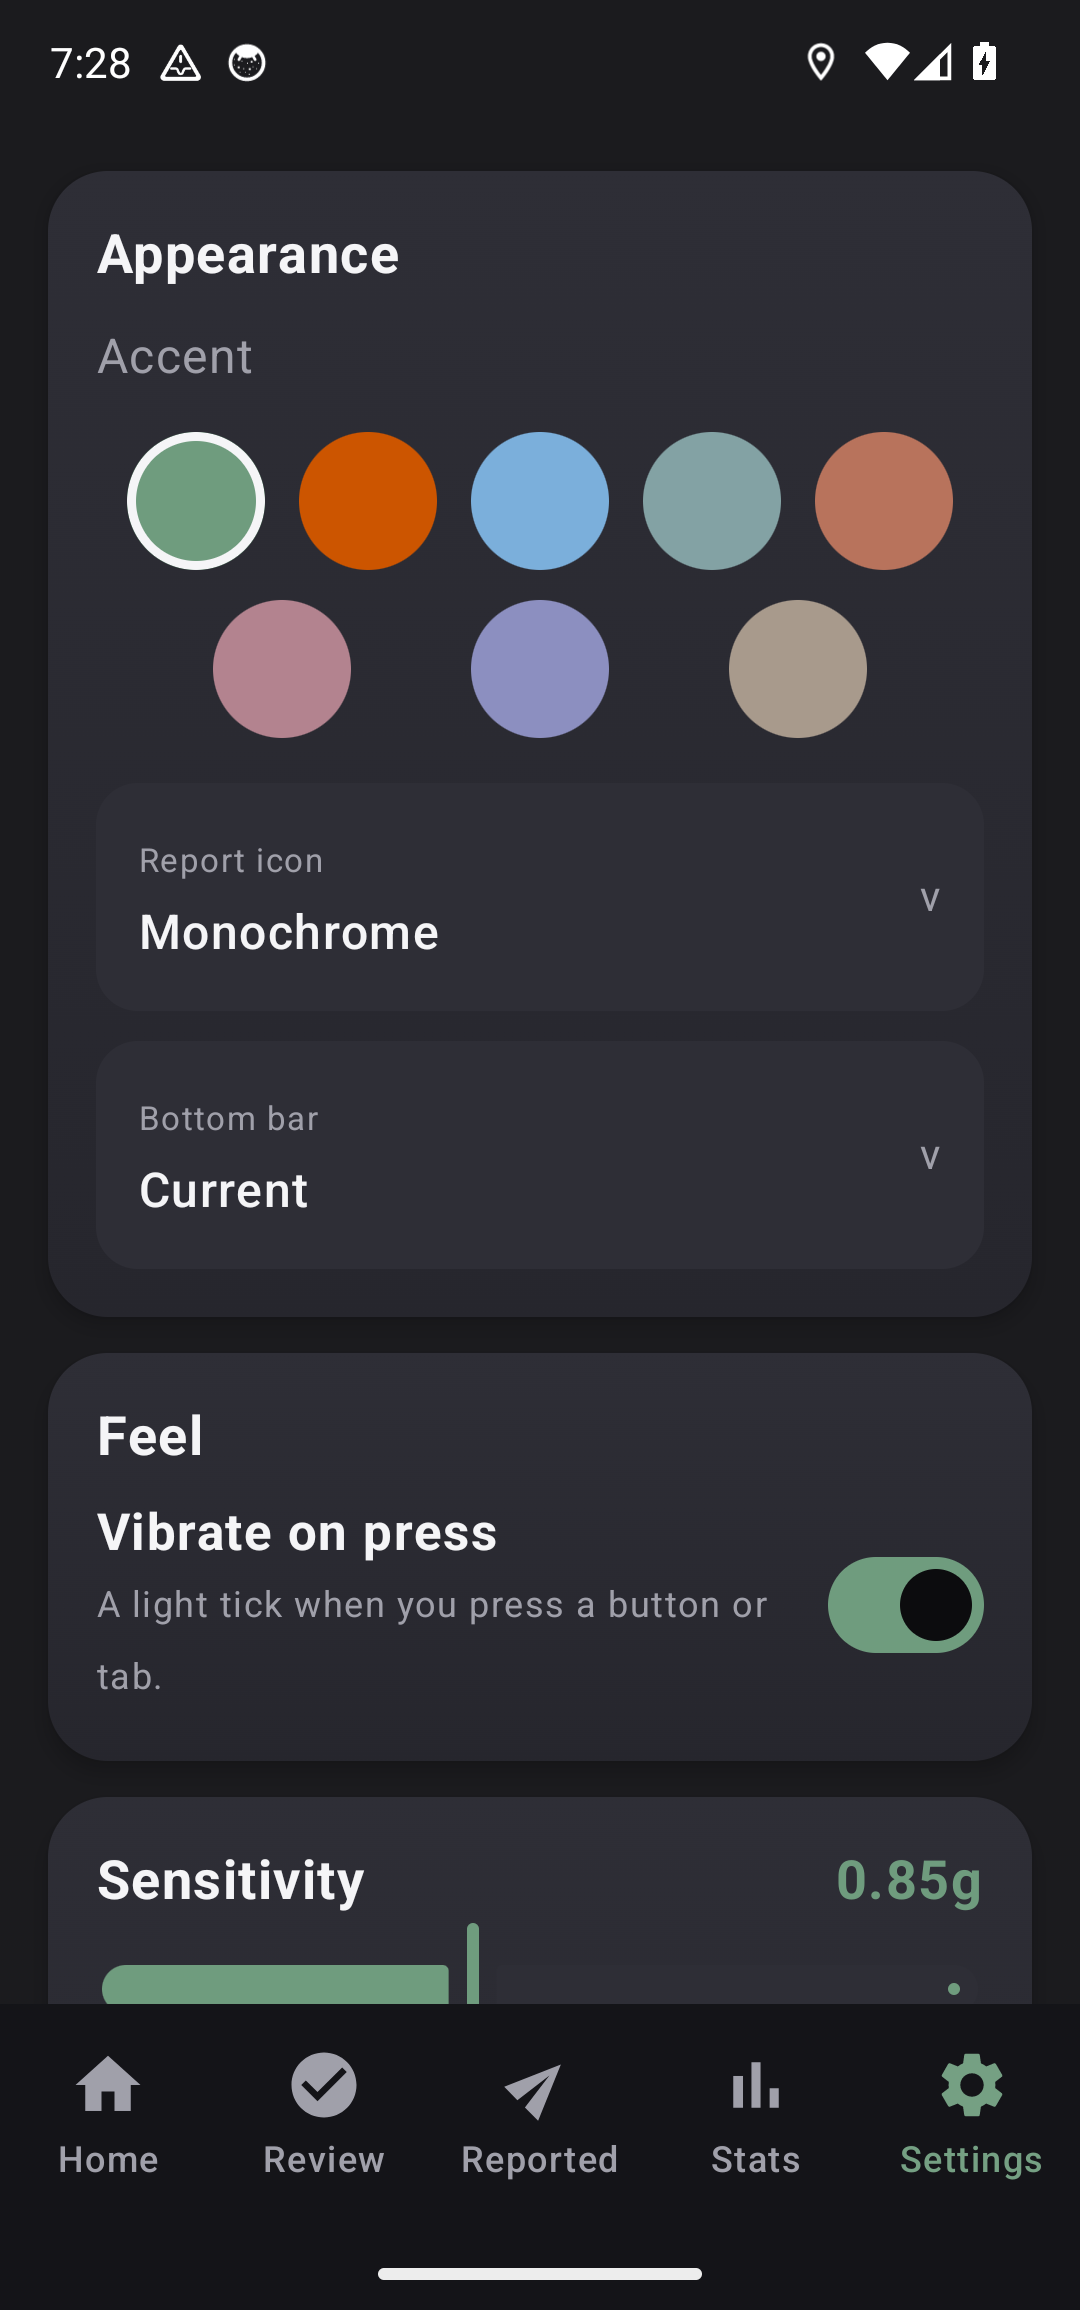 7:28
Appearance
Accent
Report icon
Monochrome
v
Bottom bar
Current
v
Feel
Vibrate on press
A light tick when you press a button or
tab.
Sensitivity
0.85g
Home
Review
Reported
Stats
Settings